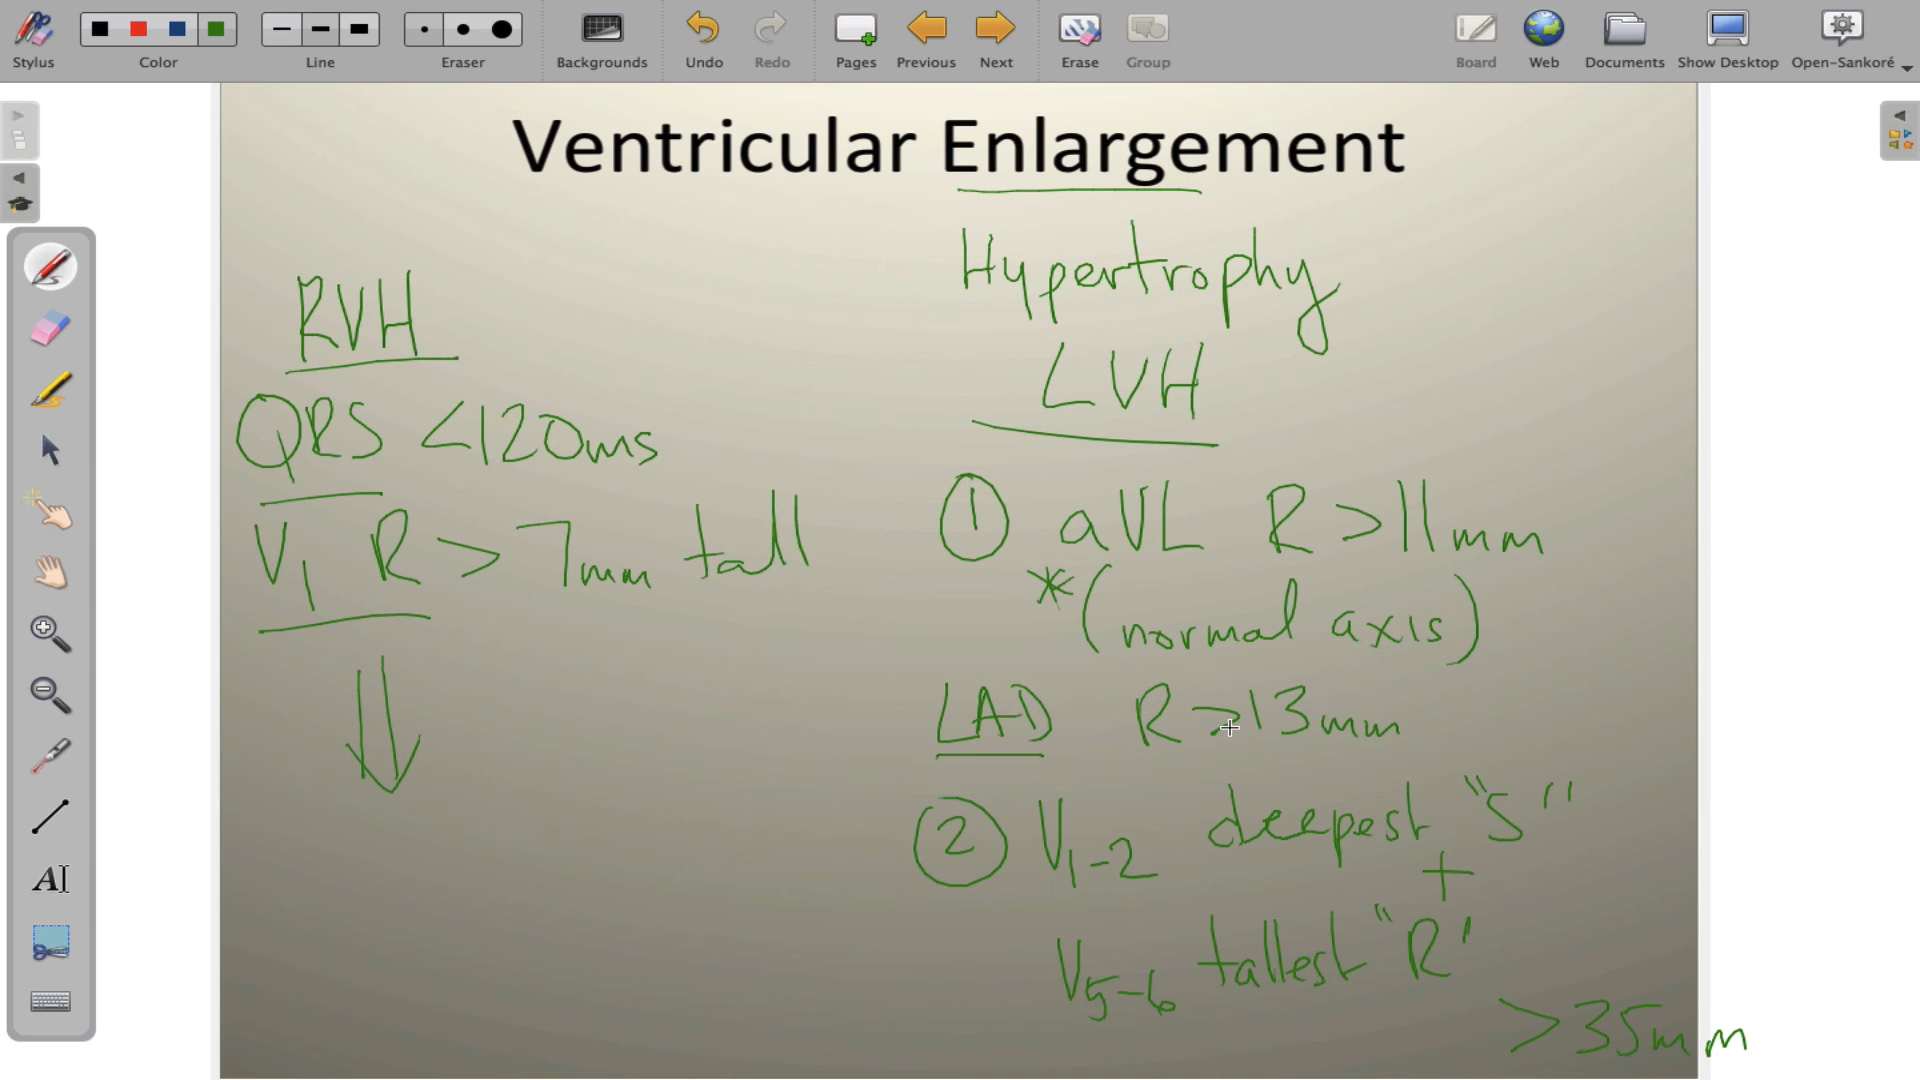 Stylus Color Line Eraser Backgrounds Undo Redo Pages Previous Next Erase Group Board Web Documents Show Desktop Open-Sankoré
Ventricular Enlargement
Hypertrophy
RVH
QRS <120ms
V1 R > 7mm tall
LVH
① aVL R >11mm
*(normal axis)
LAD R >13mm
② V1-2 deepest "S"
+
V5-6 tallest "R"
>35mm